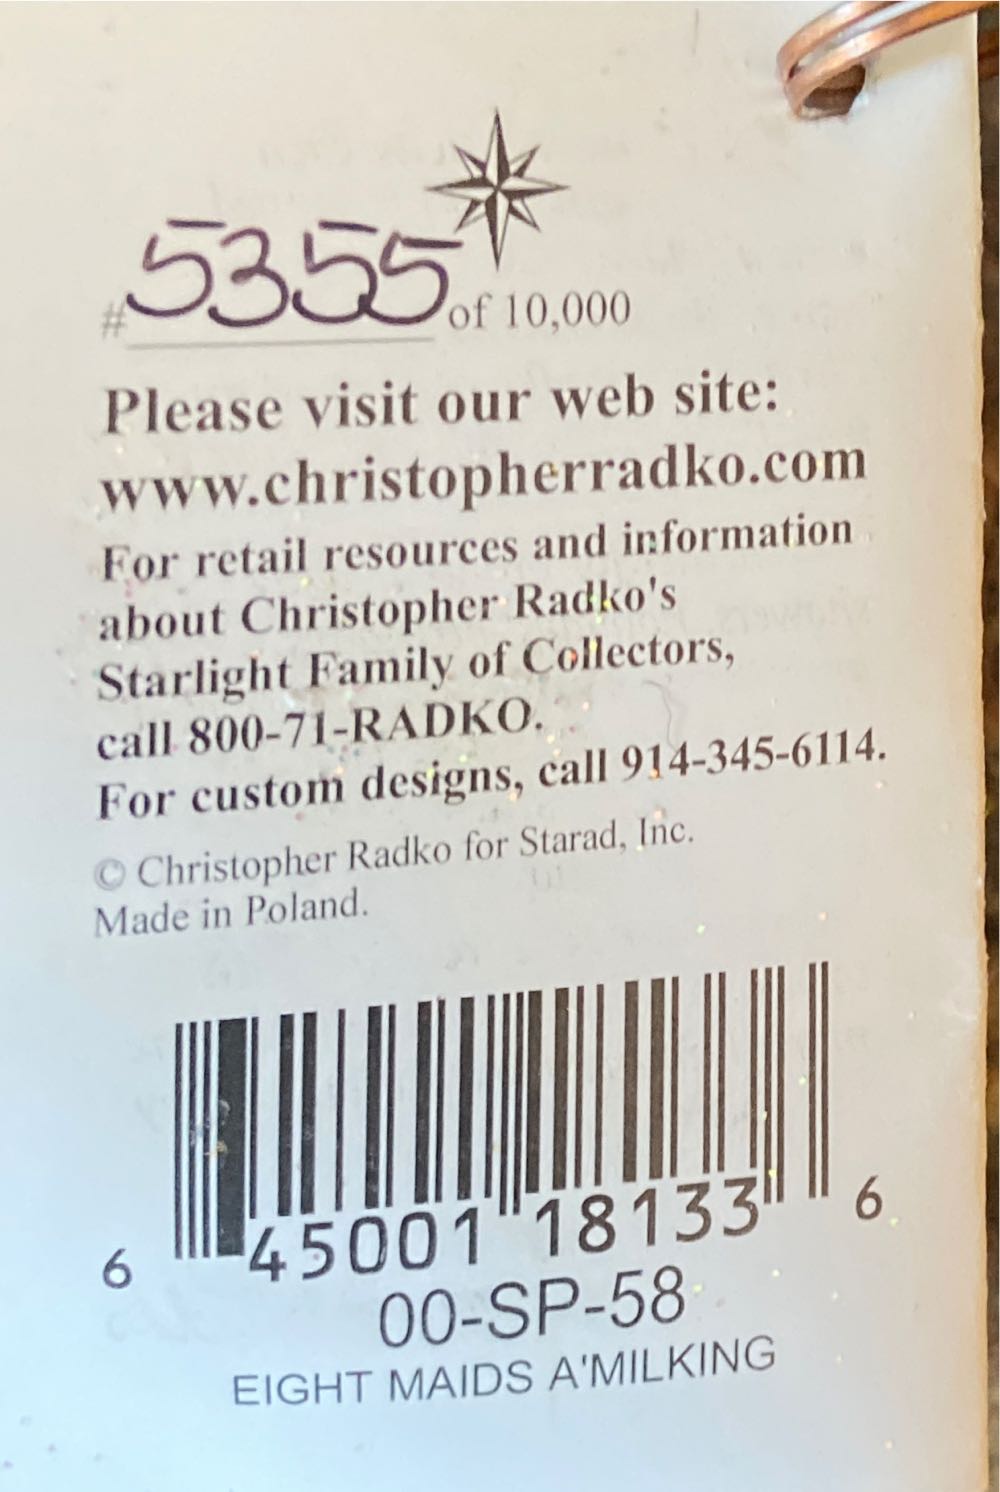 #5355 of 10,000
Please visit our web site:
www.christopherradko.com
For retail resources and information
about Christopher Radko's
Starlight Family of Collectors,
call 800-71-RADKO.
For custom designs, call 914-345-6114.
© Christopher Radko for Starad, Inc.
Made in Poland.
6 45001 18133 6
00-SP-58
EIGHT MAIDS A'MILKING